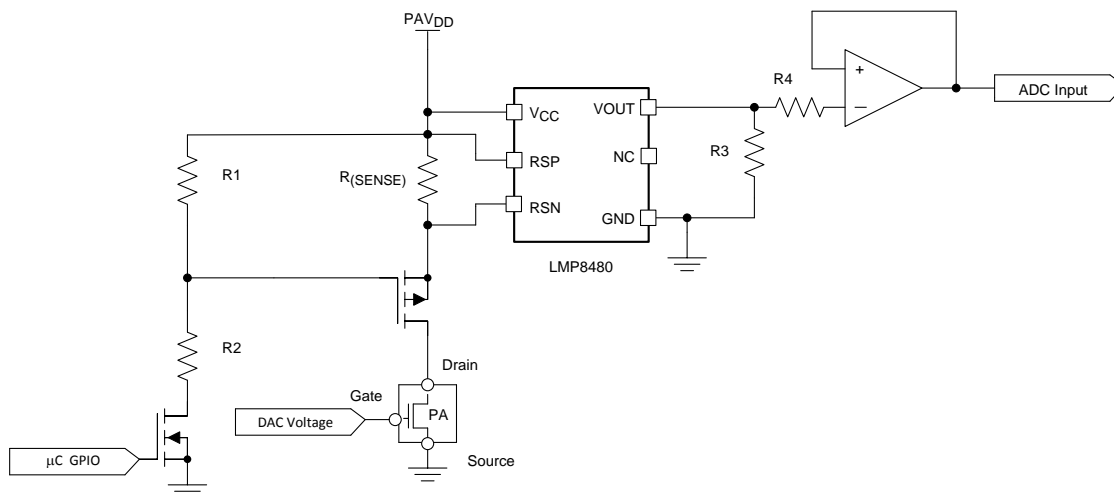 PAVDD
R4
+
−
ADC Input
VCC
VOUT
R1
R(SENSE)
RSP
NC
R3
RSN
GND
LMP8480
R2
Drain
Gate
DAC Voltage
PA
µC GPIO
Source